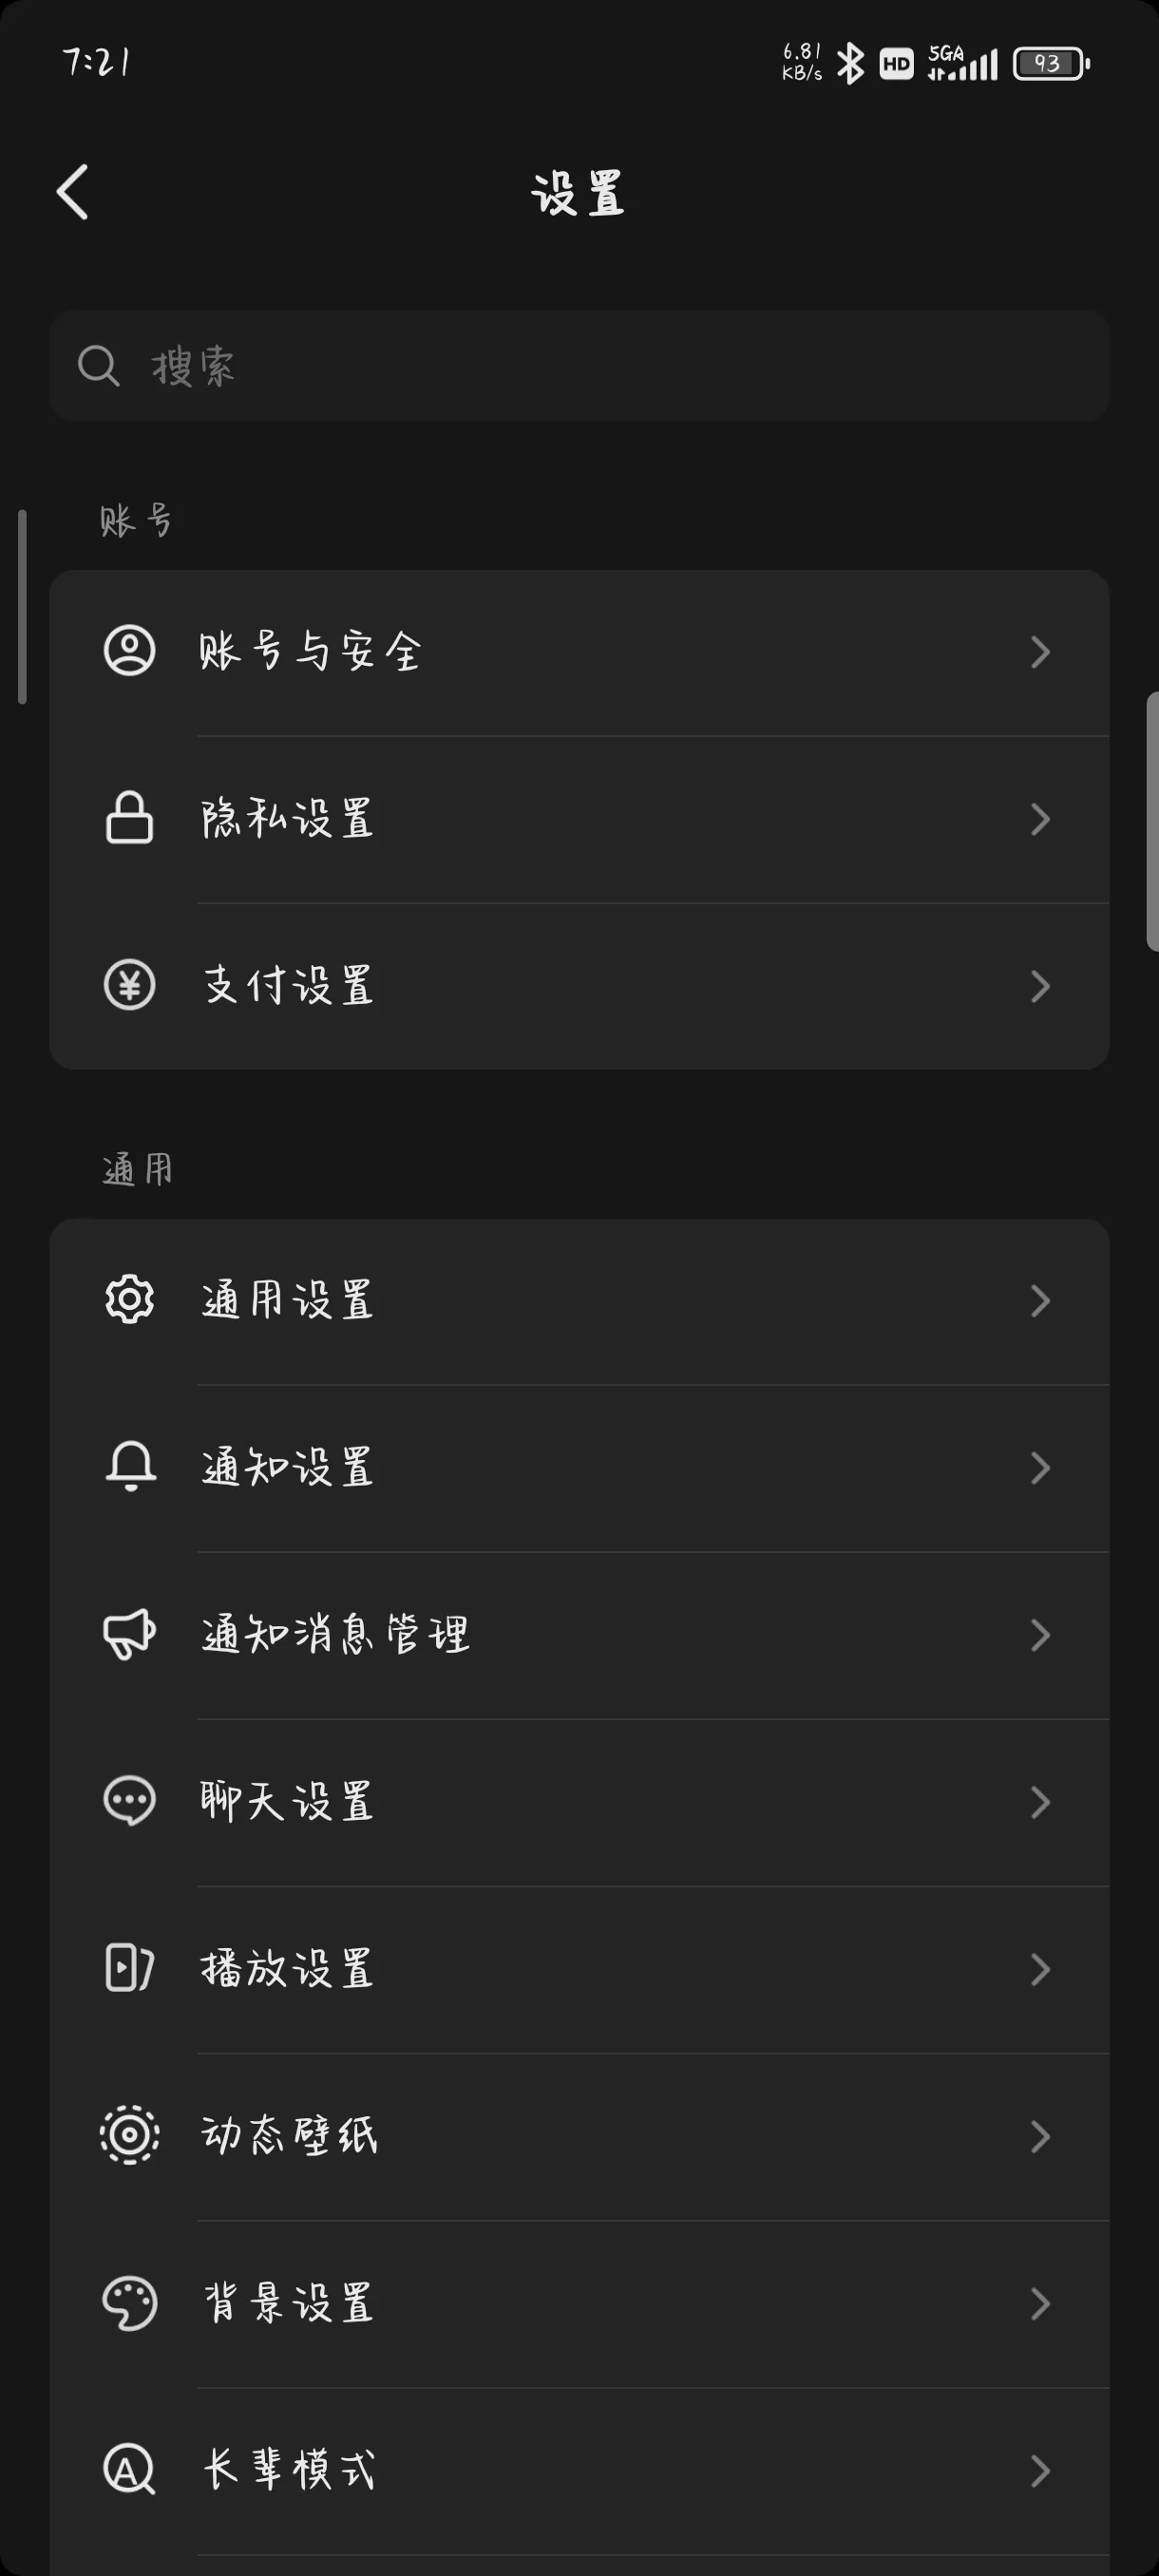 7:21
6.81
KB/s
HD
5GA
93
设置
搜索
账号
账号与安全
隐私设置
支付设置
通用
通用设置
通知设置
通知消息管理
聊天设置
播放设置
动态壁纸
背景设置
长辈模式